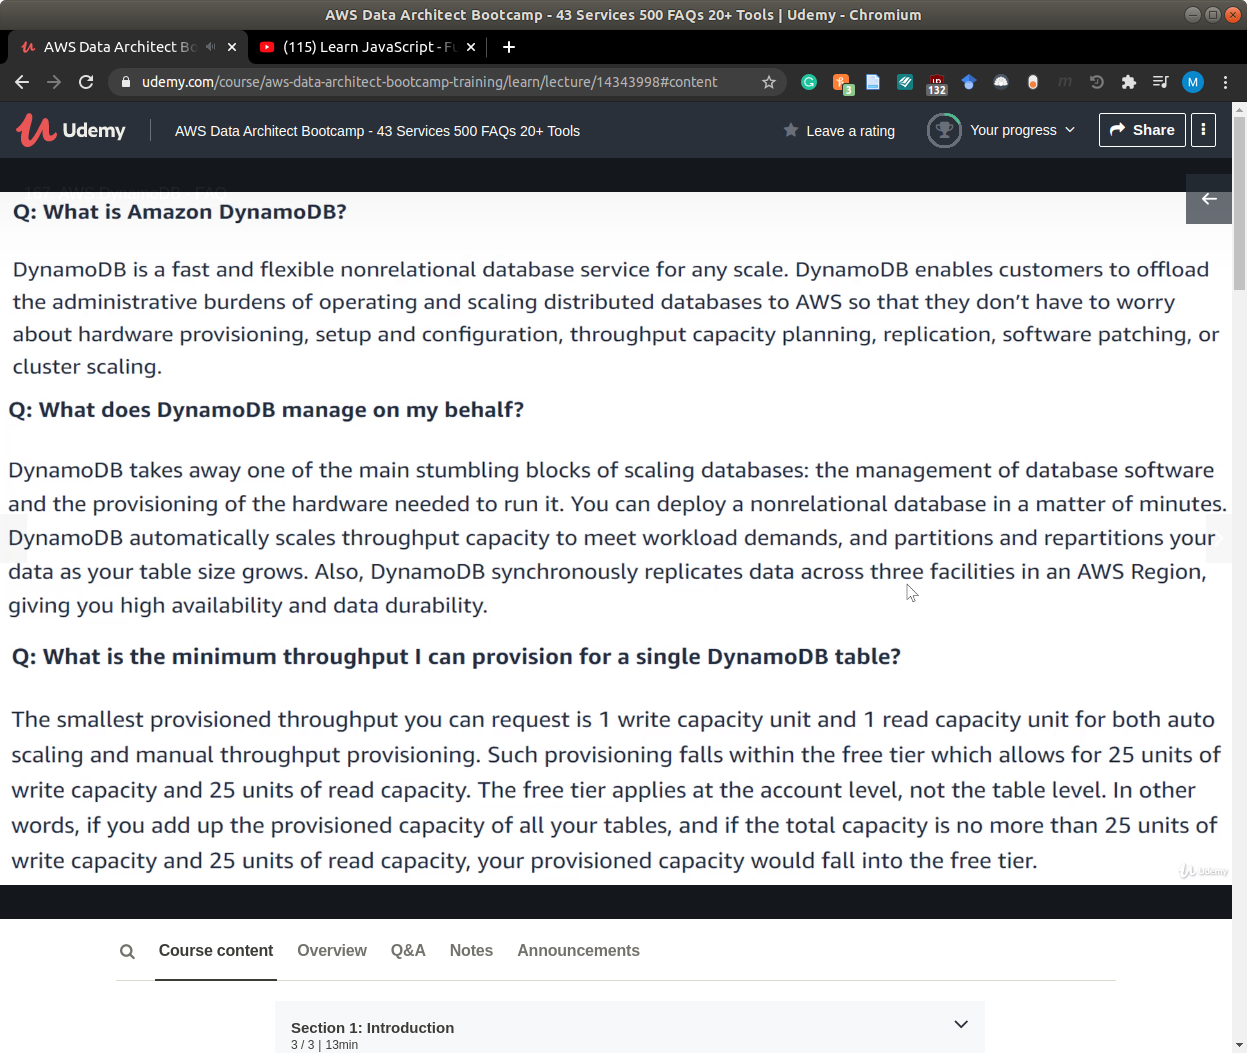 AWS Data Architect Bootcamp - 43 Services 500 FAQs 20+ Tools | Udemy - Chromium
AWS Data Architect Bo
(115) Learn JavaScript - Fu
udemy.com/course/aws-data-architect-bootcamp-training/learn/lecture/14343998#content
3
132
M
Udemy
AWS Data Architect Bootcamp - 43 Services 500 FAQs 20+ Tools
Leave a rating
Your progress
Share
Q: What is Amazon DynamoDB?
DynamoDB is a fast and flexible nonrelational database service for any scale. DynamoDB enables customers to offload
the administrative burdens of operating and scaling distributed databases to AWS so that they don’t have to worry
about hardware provisioning, setup and configuration, throughput capacity planning, replication, software patching, or
cluster scaling.
Q: What does DynamoDB manage on my behalf?
DynamoDB takes away one of the main stumbling blocks of scaling databases: the management of database software
and the provisioning of the hardware needed to run it. You can deploy a nonrelational database in a matter of minutes.
DynamoDB automatically scales throughput capacity to meet workload demands, and partitions and repartitions your
data as your table size grows. Also, DynamoDB synchronously replicates data across three facilities in an AWS Region,
giving you high availability and data durability.
Q: What is the minimum throughput I can provision for a single DynamoDB table?
The smallest provisioned throughput you can request is 1 write capacity unit and 1 read capacity unit for both auto
scaling and manual throughput provisioning. Such provisioning falls within the free tier which allows for 25 units of
write capacity and 25 units of read capacity. The free tier applies at the account level, not the table level. In other
words, if you add up the provisioned capacity of all your tables, and if the total capacity is no more than 25 units of
write capacity and 25 units of read capacity, your provisioned capacity would fall into the free tier.
Udemy
Course content
Overview
Q&A
Notes
Announcements
Section 1: Introduction
3 / 3 | 13min